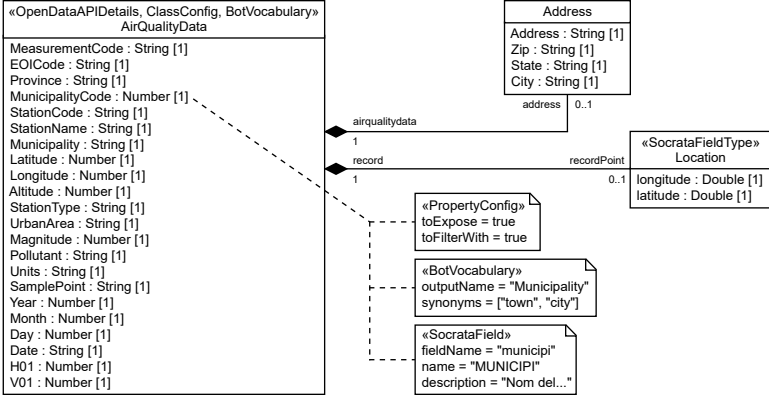 «OpenDataAPIDetails, ClassConfig, BotVocabulary»
AirQualityData
MeasurementCode : String [1]
EOICode : String [1]
Province : String [1]
MunicipalityCode : Number [1]
StationCode : String [1]
StationName : String [1]
Municipality : String [1]
Latitude : Number [1]
Longitude : Number [1]
Altitude : Number [1]
StationType : String [1]
UrbanArea : String [1]
Magnitude : Number [1]
Pollutant : String [1]
Units : String [1]
SamplePoint : String [1]
Year : Number [1]
Month : Number [1]
Day : Number [1]
Date : String [1]
H01 : Number [1]
V01 : Number [1]
Address
Address : String [1]
Zip : String [1]
State : String [1]
City : String [1]
address 0..1
airqualitydata
1
record
1
recordPoint
0..1
«SocrataFieldType»
Location
longitude : Double [1]
latitude : Double [1]
«PropertyConfig»
toExpose = true
toFilterWith = true
«BotVocabulary»
outputName = "Municipality"
synonyms = ["town", "city"]
«SocrataField»
fieldName = "municipi"
name = "MUNICIPI"
description = "Nom del..."